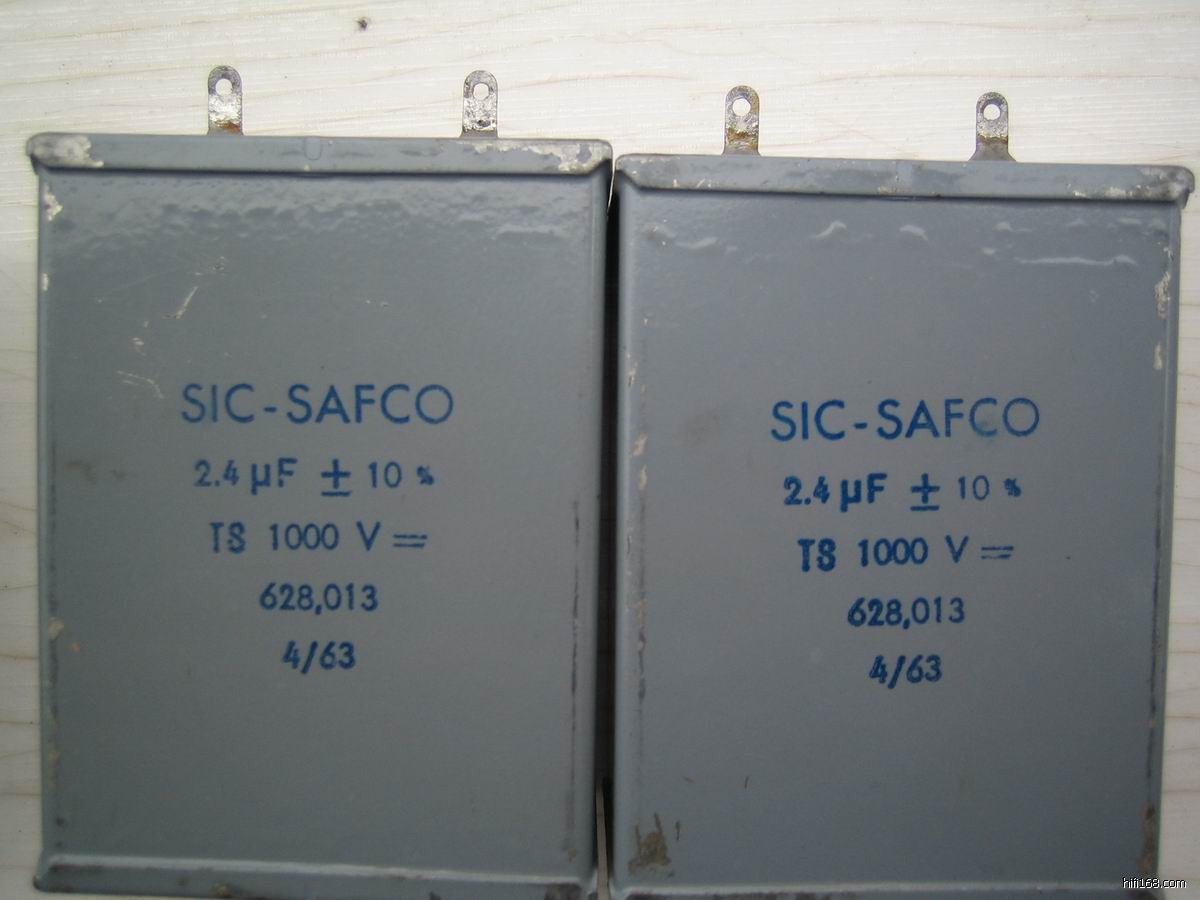 SIC-SAFCO
2.4 µF ± 10 %
TS 1000 V ⎓
628,013
4/63
SIC-SAFCO
2.4 µF ± 10 %
TS 1000 V ⎓
628,013
4/63
hifi168.com